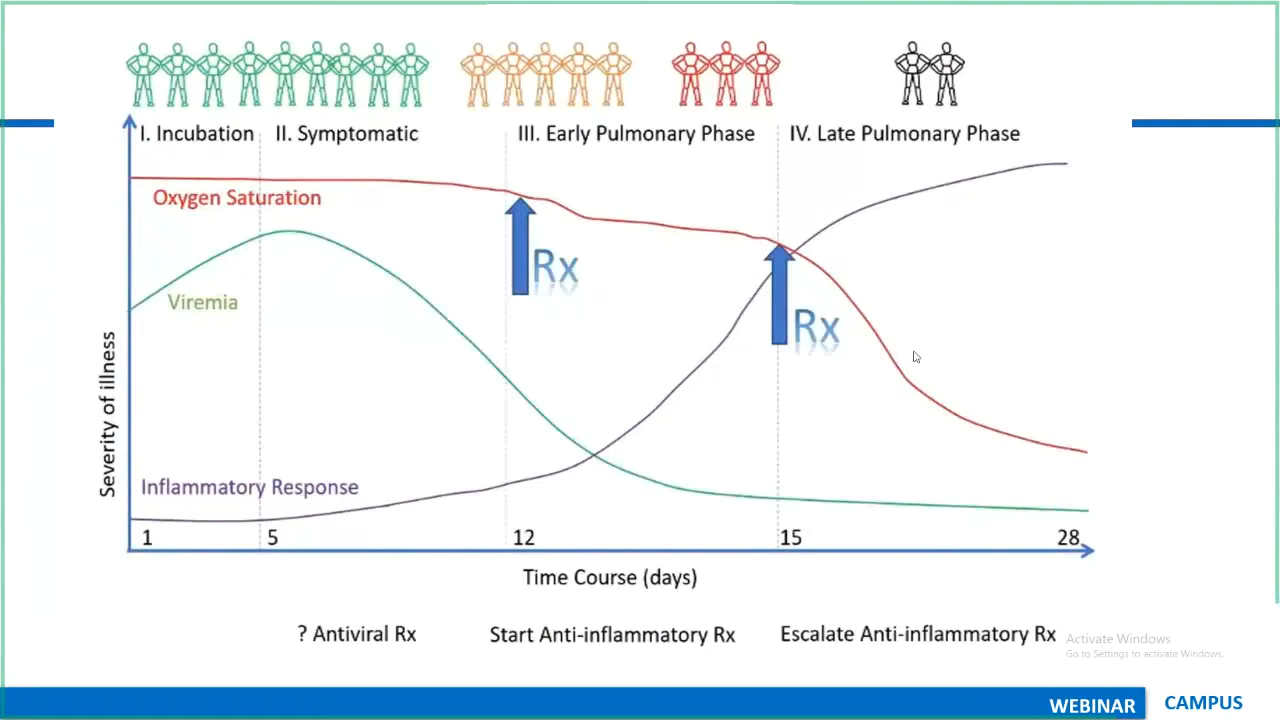 I. Incubation
II. Symptomatic
III. Early Pulmonary Phase
IV. Late Pulmonary Phase
Oxygen Saturation
Rx
Viremia
Rx
Severity of illness
Inflammatory Response
1
5
12
15
28
Time Course (days)
? Antiviral Rx
Start Anti-inflammatory Rx
Escalate Anti-inflammatory Rx
Activate Windows
Go to Settings to activate Windows.
WEBINAR
CAMPUS